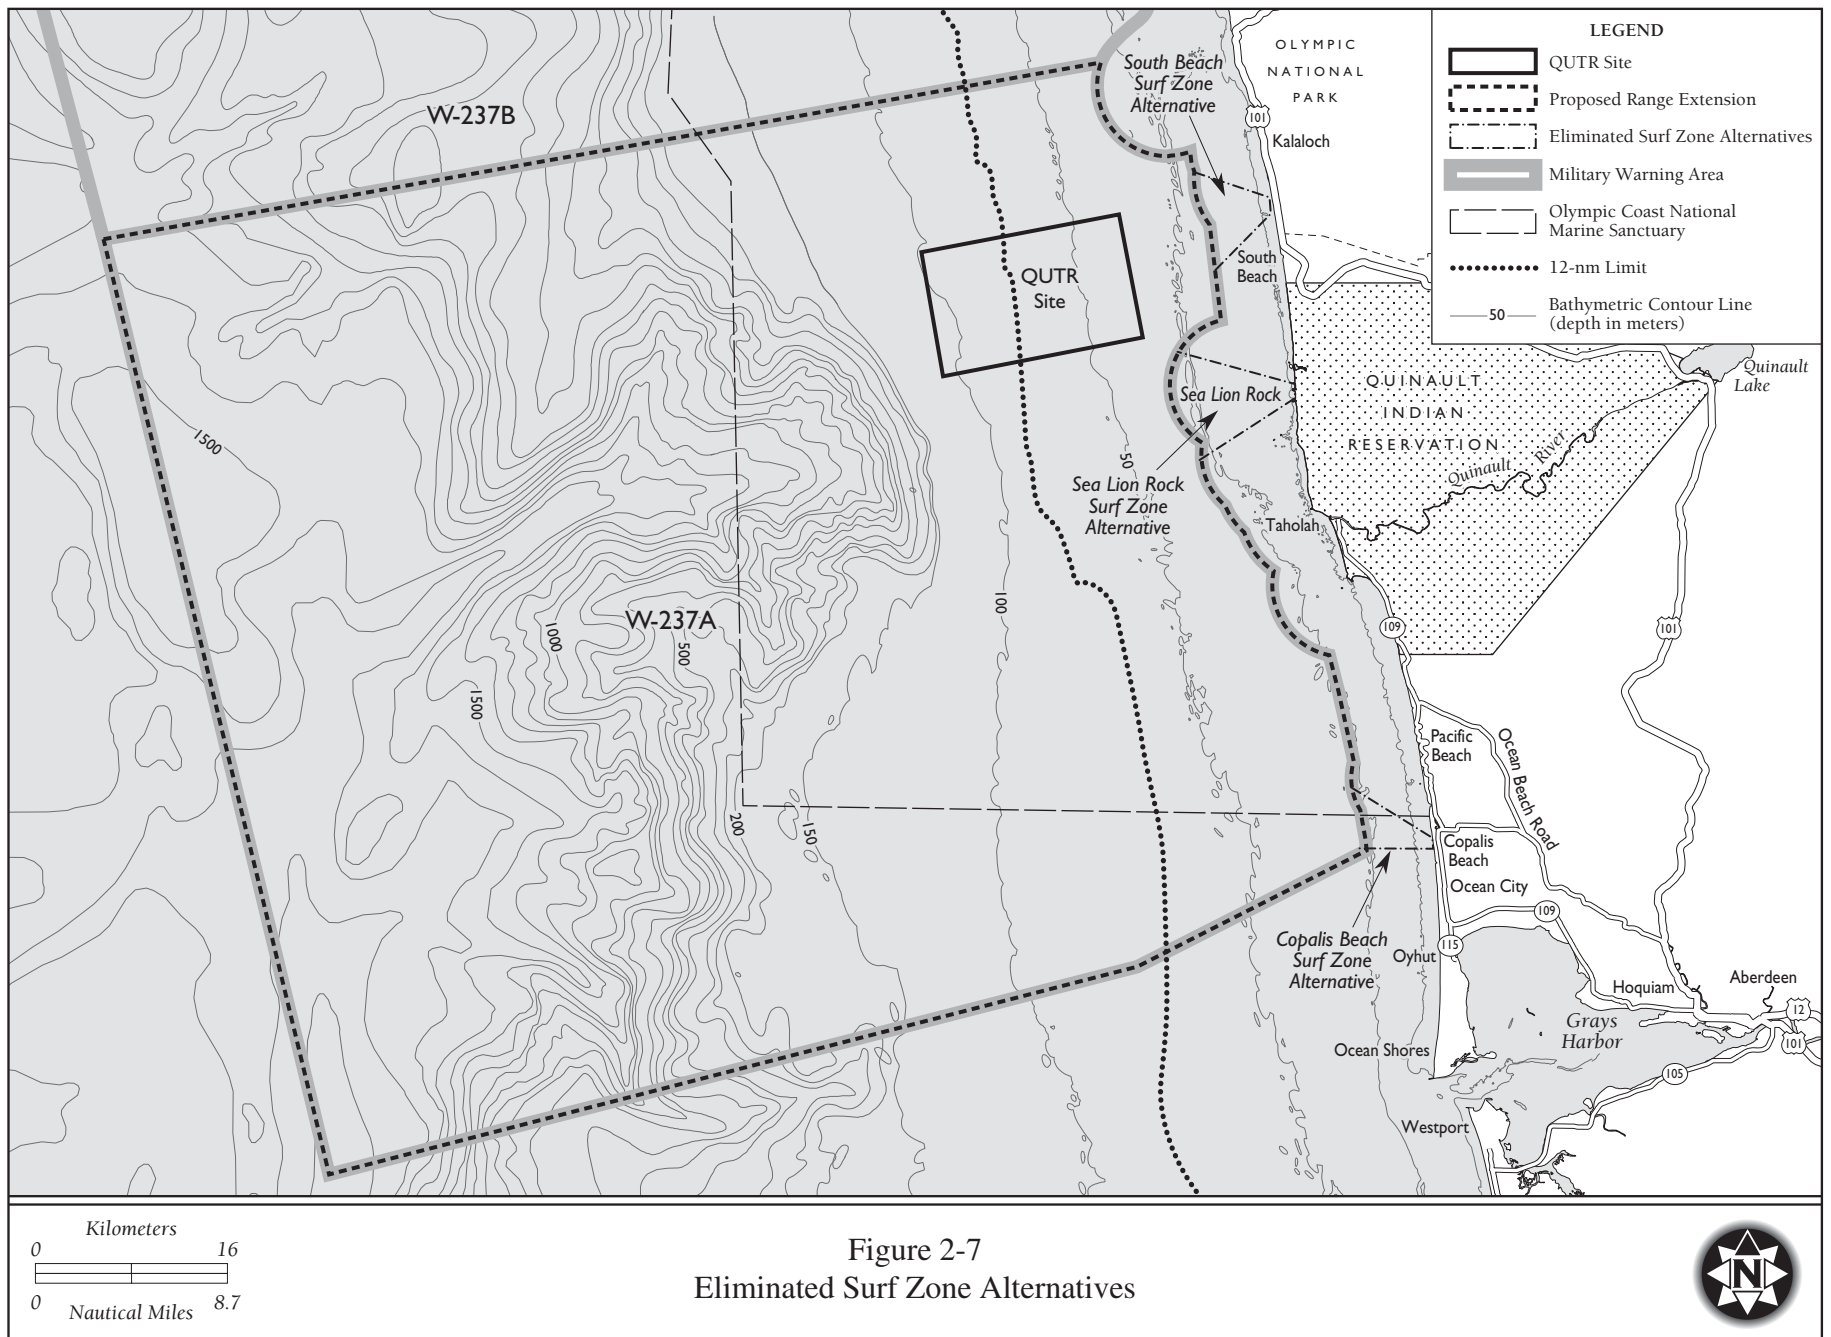 W-237B
South Beach
Surf Zone
Alternative
OLYMPIC
NATIONAL
PARK
101
Kalaloch
LEGEND
QUTR Site
Proposed Range Extension
Eliminated Surf Zone Alternatives
Military Warning Area
Olympic Coast National
Marine Sanctuary
12-nm Limit
50
Bathymetric Contour Line
(depth in meters)
QUTR
Site
South
Beach
Sea Lion Rock
QUINAULT
INDIAN
RESERVATION
Quinault
Lake
Quinault River
1500
50
Sea Lion Rock
Surf Zone
Alternative
Taholah
W-237A
1000
500
1500
100
109
101
Pacific
Beach
Ocean Beach Road
200
150
Copalis
Beach
Ocean City
109
Copalis Beach
Surf Zone
Alternative
Oyhut
115
Hoquiam
Aberdeen
12
101
Grays
Harbor
Ocean Shores
105
Westport
Kilometers
0 16
0 8.7
Nautical Miles
Figure 2-7
Eliminated Surf Zone Alternatives
N